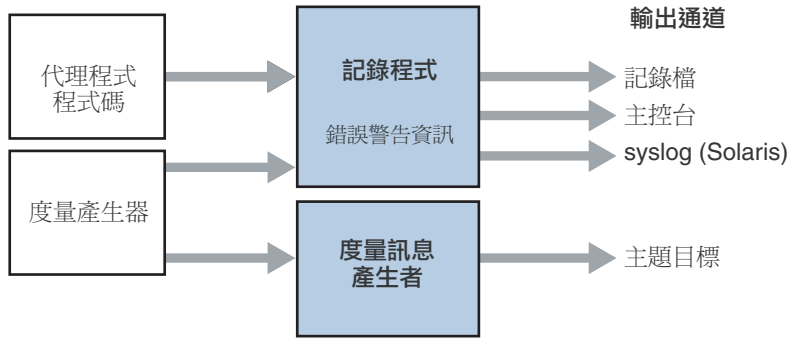 輸出通道
代理程式
程式碼
記錄程式
錯誤警告資訊
記錄檔
主控台
syslog (Solaris)
度量產生器
度量訊息
產生者
主題目標